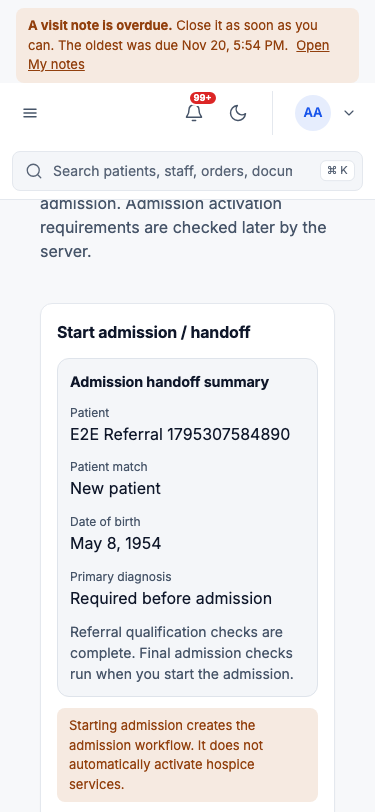 A visit note is overdue. Close it as soon as you
can. The oldest was due Nov 20, 5:54 PM. Open
My notes
99+
AA
Search patients, staff, orders, docum
⌘ K
admission. Admission activation
requirements are checked later by the
server.
Start admission / handoff
Admission handoff summary
Patient
E2E Referral 1795307584890
Patient match
New patient
Date of birth
May 8, 1954
Primary diagnosis
Required before admission
Referral qualification checks are
complete. Final admission checks
run when you start the admission.
Starting admission creates the
admission workflow. It does not
automatically activate hospice
services.